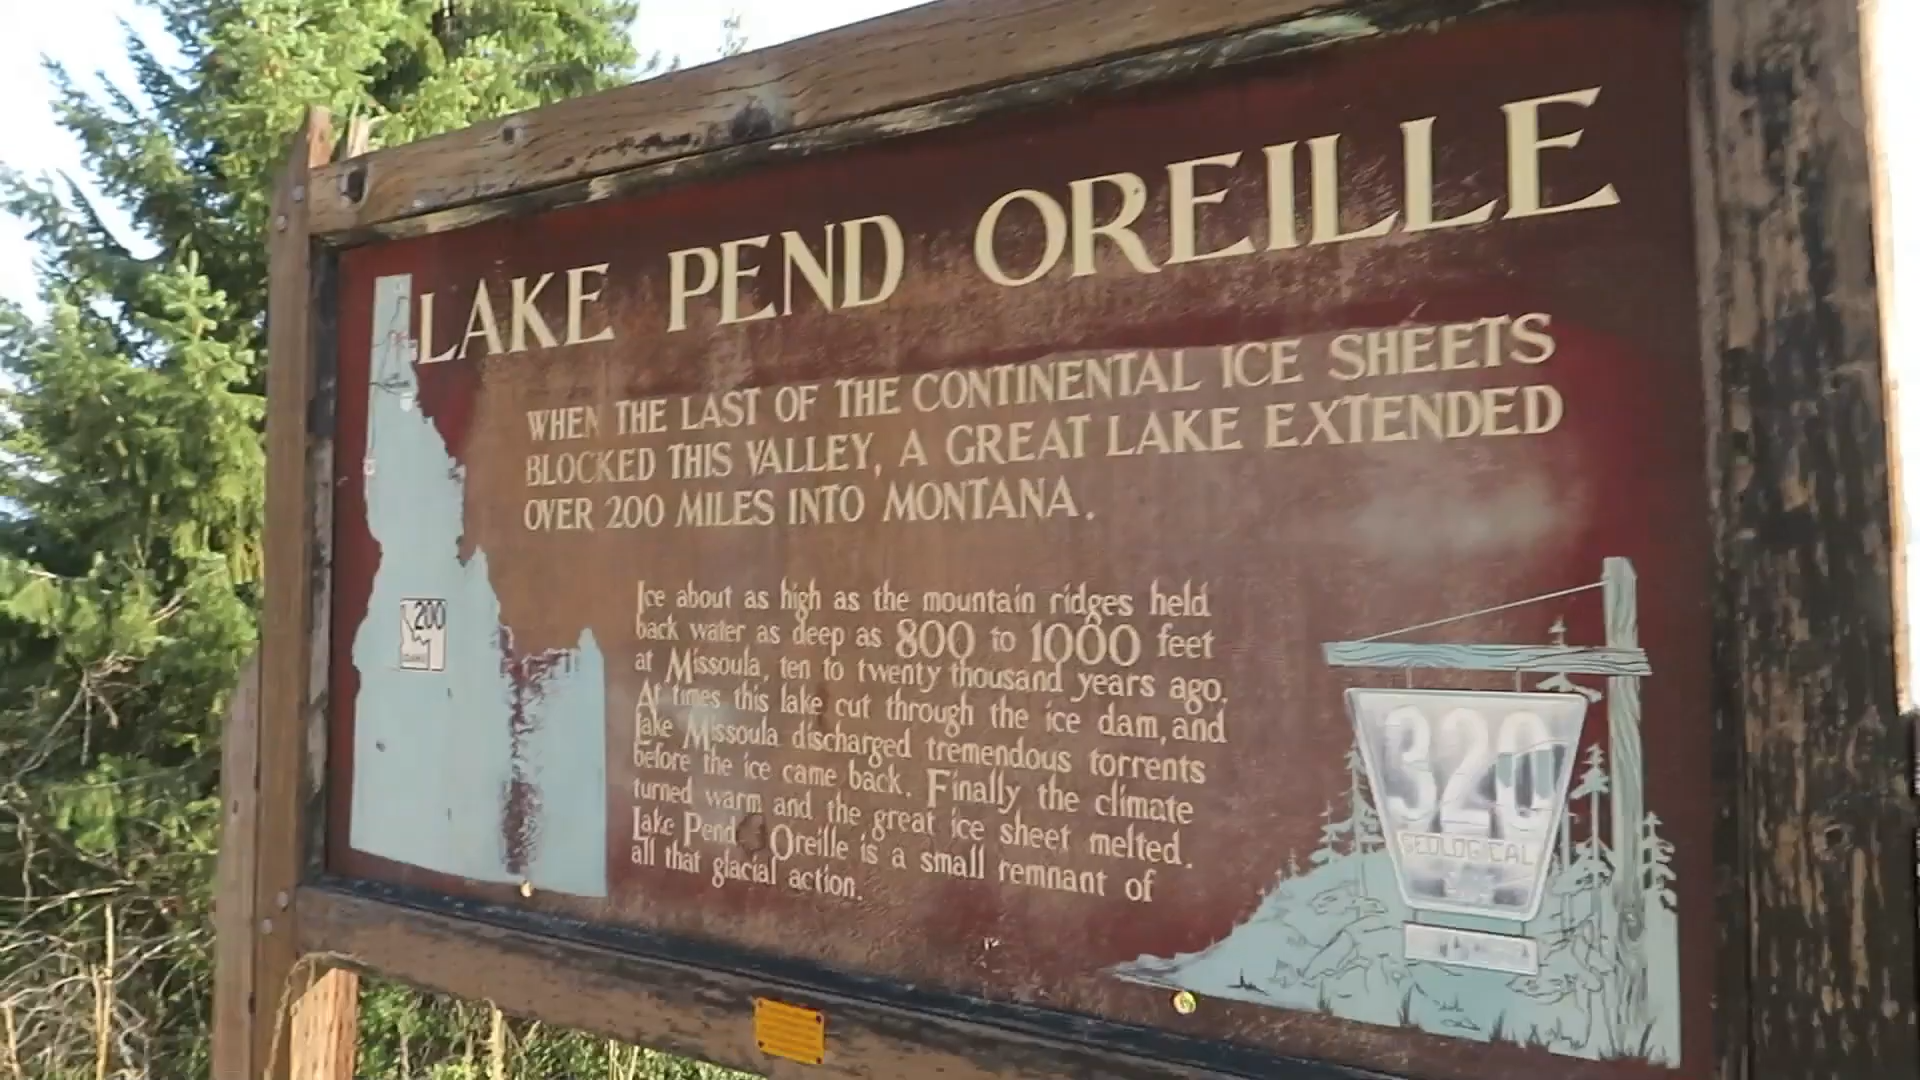 LAKE PEND OREILLE
WHEN THE LAST OF THE CONTINENTAL ICE SHEETS
BLOCKED THIS VALLEY, A GREAT LAKE EXTENDED
OVER 200 MILES INTO MONTANA.
Ice about as high as the mountain ridges held
back water as deep as 800 to 1000 feet
at Missoula, ten to twenty thousand years ago.
At times this lake cut through the ice dam, and
Lake Missoula discharged tremendous torrents
before the ice came back. Finally the climate
turned warm and the great ice sheet melted.
Lake Pend Oreille is a small remnant of
all that glacial action.
200
320
GEOLOGICAL